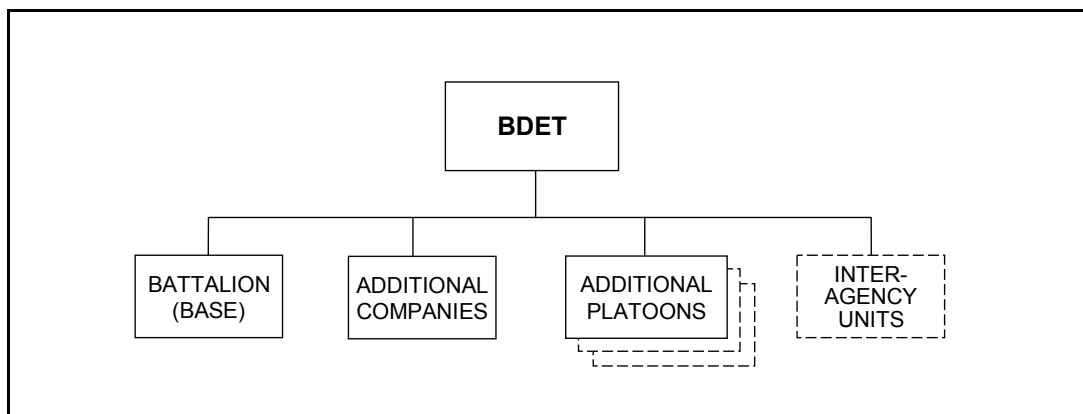 BDET
BATTALION
(BASE)
ADDITIONAL
COMPANIES
ADDITIONAL
PLATOONS
INTER-
AGENCY
UNITS